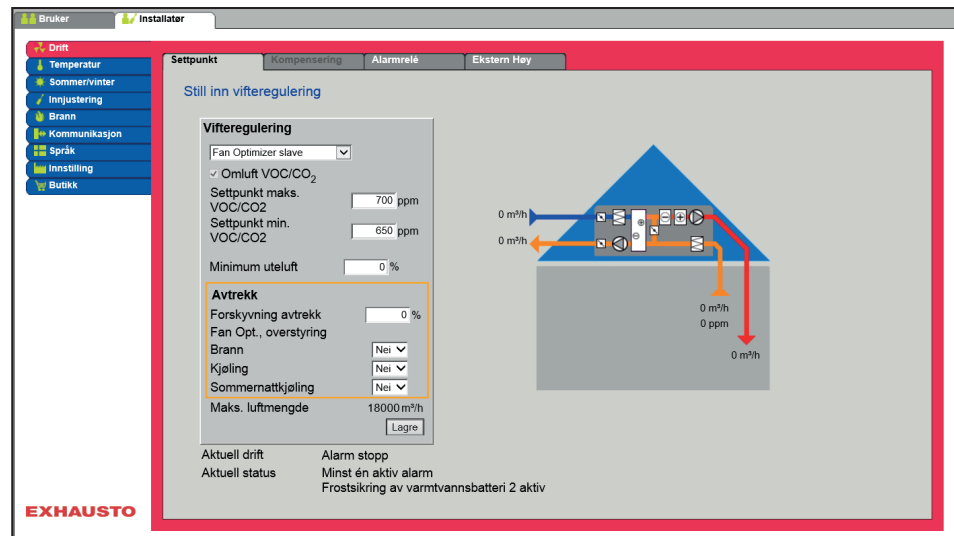 Bruker
Installatør
Drift
Temperatur
Sommer/vinter
Innjustering
Brann
Kommunikasjon
Språk
Innstilling
Butikk
EXHAUSTO
Settpunkt
Kompensering
Alarmrelé
Ekstern Høy
Still inn vifteregulering
Vifteregulering
Fan Optimizer slave
Omluft VOC/CO2
Settpunkt maks.
VOC/CO2
700 ppm
Settpunkt min.
VOC/CO2
650 ppm
Minimum uteluft 0 %
Avtrekk
Forskyvning avtrekk 0 %
Fan Opt., overstyring
Brann Nei
Kjøling Nei
Sommernattkjøling Nei
Maks. luftmengde 18000 m³/h
Lagre
Aktuell drift Alarm stopp
Aktuell status Minst én aktiv alarm
Frostsikring av varmtvannsbatteri 2 aktiv
0 m³/h
0 m³/h
0 m³/h
0 ppm
0 m³/h